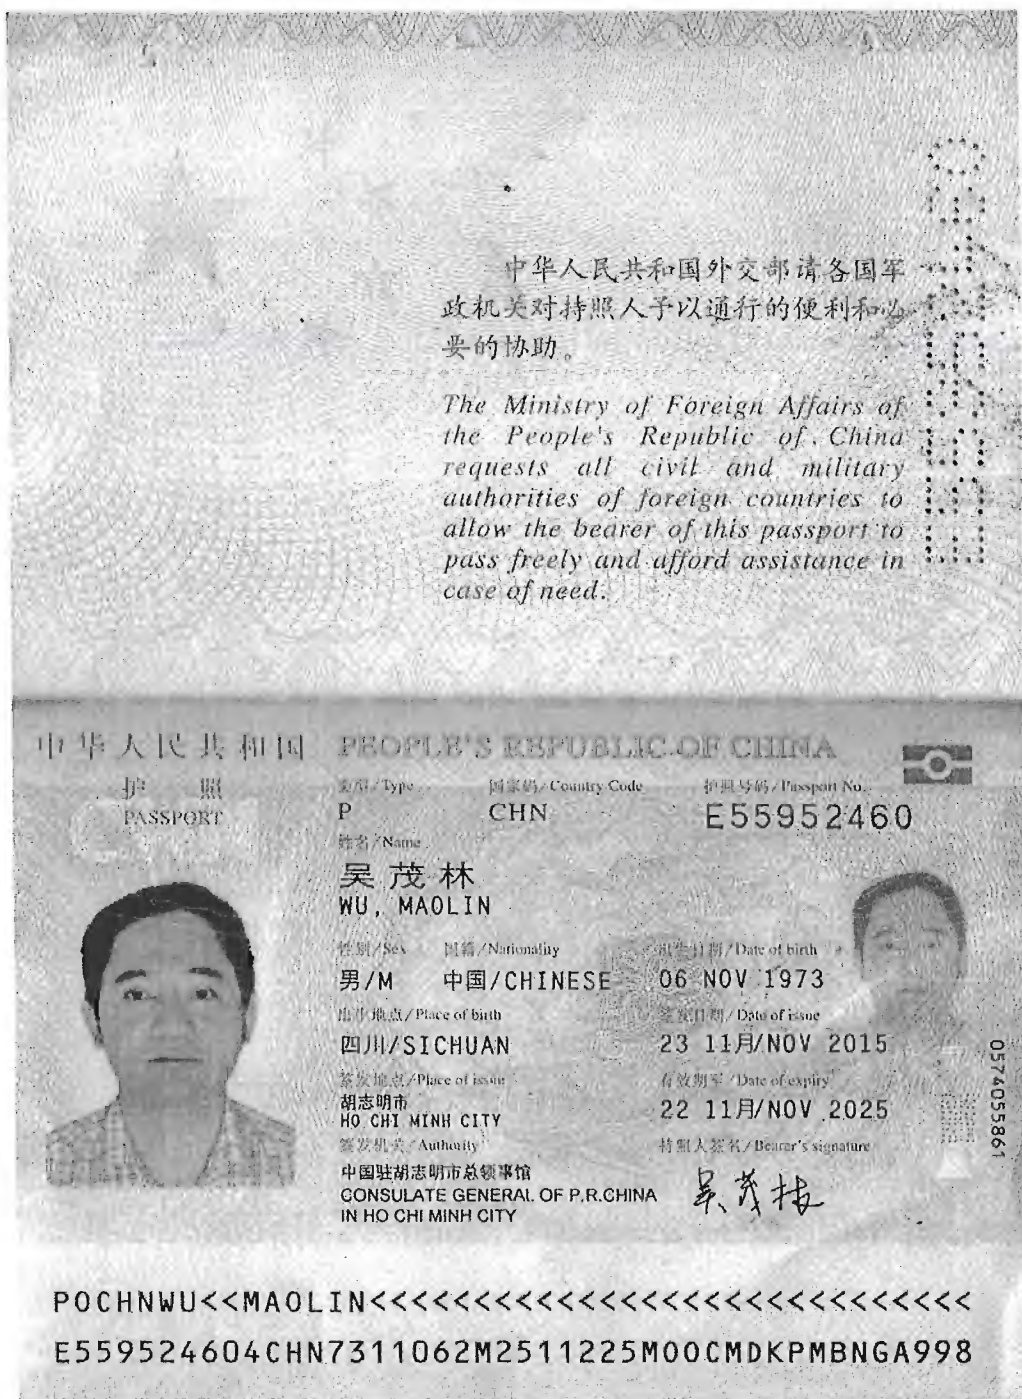 中华人民共和国外交部请各国军
政机关对持照人予以通行的便利和必
要的协助。
The Ministry of Foreign Affairs of
the People's Republic of China
requests all civil and military
authorities of foreign countries to
allow the bearer of this passport to
pass freely and afford assistance in
case of need.
E55952460
中华人民共和国 PEOPLE'S REPUBLIC OF CHINA
护 照
PASSPORT
类型/Type 国家码/Country Code 护照号码/Passport No.
P CHN E55952460
姓名/Name
吴茂林
WU, MAOLIN
性别/Sex 国籍/Nationality 出生日期/Date of birth
男/M 中国/CHINESE 06 NOV 1973
出生地点/Place of birth 签发日期/Date of issue
四川/SICHUAN 23 11月/NOV 2015
签发地点/Place of issue 有效期至/Date of expiry
胡志明市
HO CHI MINH CITY 22 11月/NOV 2025
签发机关/Authority 持照人签名/Bearer's signature
中国驻胡志明市总领事馆
CONSULATE GENERAL OF P.R.CHINA
IN HO CHI MINH CITY
吴茂林
0574055861
POCHNWU<<MAOLIN<<<<<<<<<<<<<<<<<<<<<<<<<<<<<
E559524604CHN7311062M2511225MOOCMDKPMBNGA998